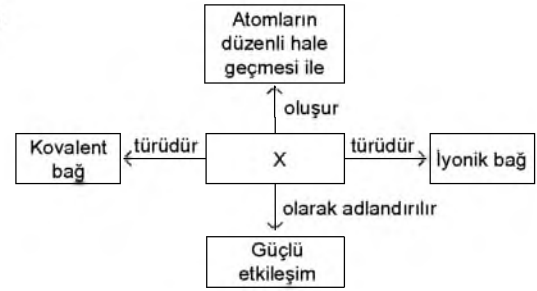 Atomların
düzenli hale
geçmesi ile
oluşur
Kovalent
bağ
türüdür
X
türüdür
İyonik bağ
olarak adlandırılır
Güçlü
etkileşim